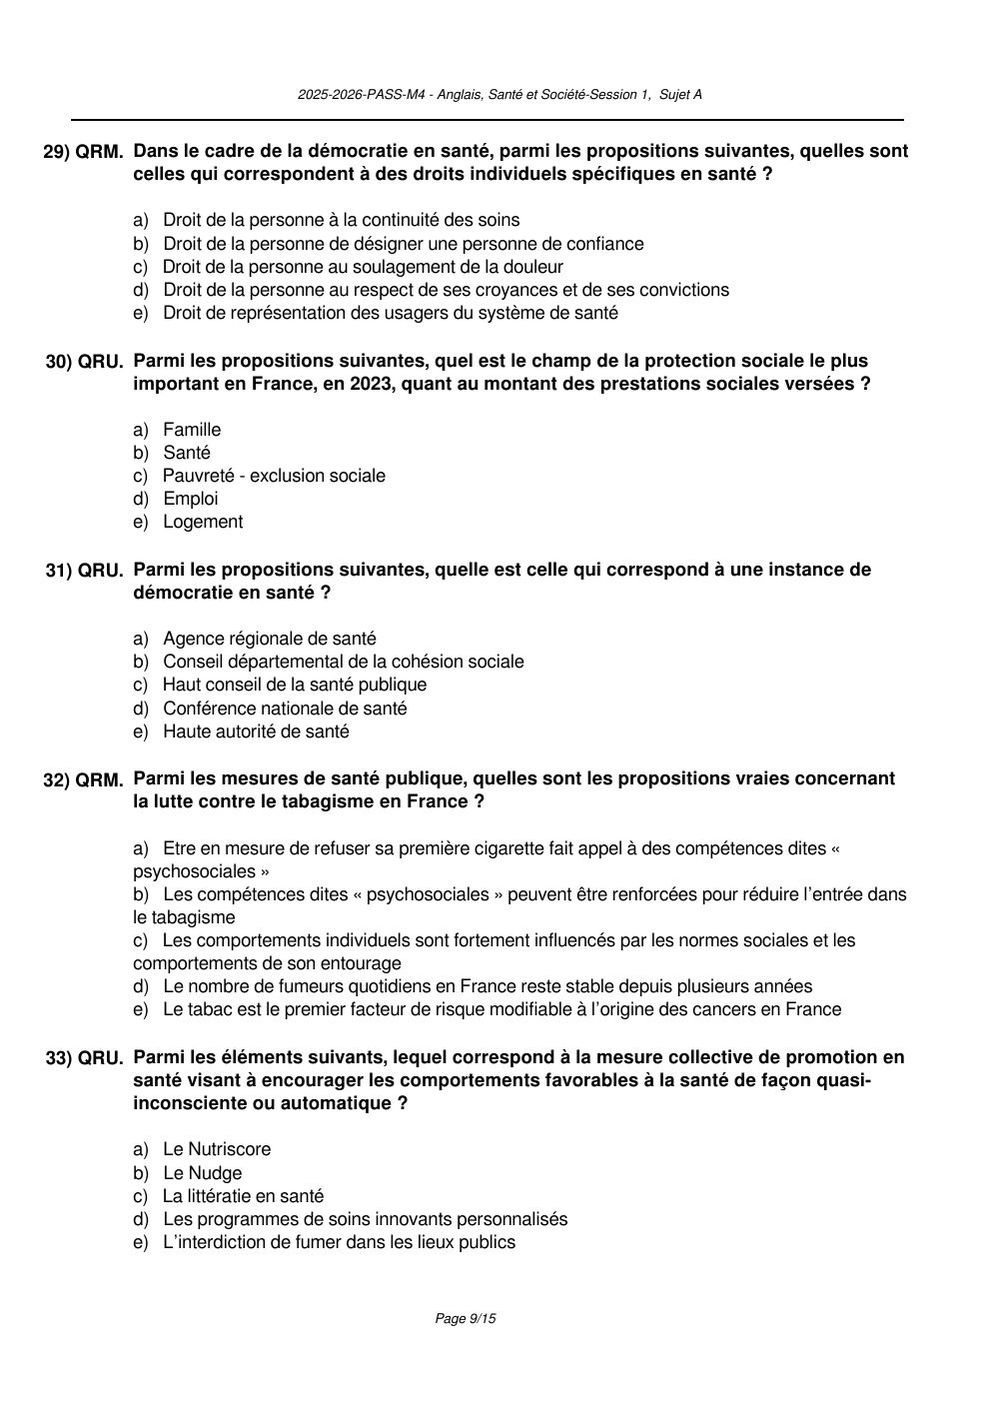 2025-2026-PASS-M4 - Anglais, Santé et Société-Session 1,  Sujet A
29) QRM. Dans le cadre de la démocratie en santé, parmi les propositions suivantes, quelles sont
celles qui correspondent à des droits individuels spécifiques en santé ?
a) Droit de la personne à la continuité des soins
b) Droit de la personne de désigner une personne de confiance
c) Droit de la personne au soulagement de la douleur
d) Droit de la personne au respect de ses croyances et de ses convictions
e) Droit de représentation des usagers du système de santé
30) QRU. Parmi les propositions suivantes, quel est le champ de la protection sociale le plus
important en France, en 2023, quant au montant des prestations sociales versées ?
a) Famille
b) Santé
c) Pauvreté - exclusion sociale
d) Emploi
e) Logement
31) QRU. Parmi les propositions suivantes, quelle est celle qui correspond à une instance de
démocratie en santé ?
a) Agence régionale de santé
b) Conseil départemental de la cohésion sociale
c) Haut conseil de la santé publique
d) Conférence nationale de santé
e) Haute autorité de santé
32) QRM. Parmi les mesures de santé publique, quelles sont les propositions vraies concernant
la lutte contre le tabagisme en France ?
a) Etre en mesure de refuser sa première cigarette fait appel à des compétences dites «
psychosociales »
b) Les compétences dites « psychosociales » peuvent être renforcées pour réduire l'entrée dans
le tabagisme
c) Les comportements individuels sont fortement influencés par les normes sociales et les
comportements de son entourage
d) Le nombre de fumeurs quotidiens en France reste stable depuis plusieurs années
e) Le tabac est le premier facteur de risque modifiable à l'origine des cancers en France
33) QRU. Parmi les éléments suivants, lequel correspond à la mesure collective de promotion en
santé visant à encourager les comportements favorables à la santé de façon quasi-
inconsciente ou automatique ?
a) Le Nutriscore
b) Le Nudge
c) La littératie en santé
d) Les programmes de soins innovants personnalisés
e) L'interdiction de fumer dans les lieux publics
Page 9/15